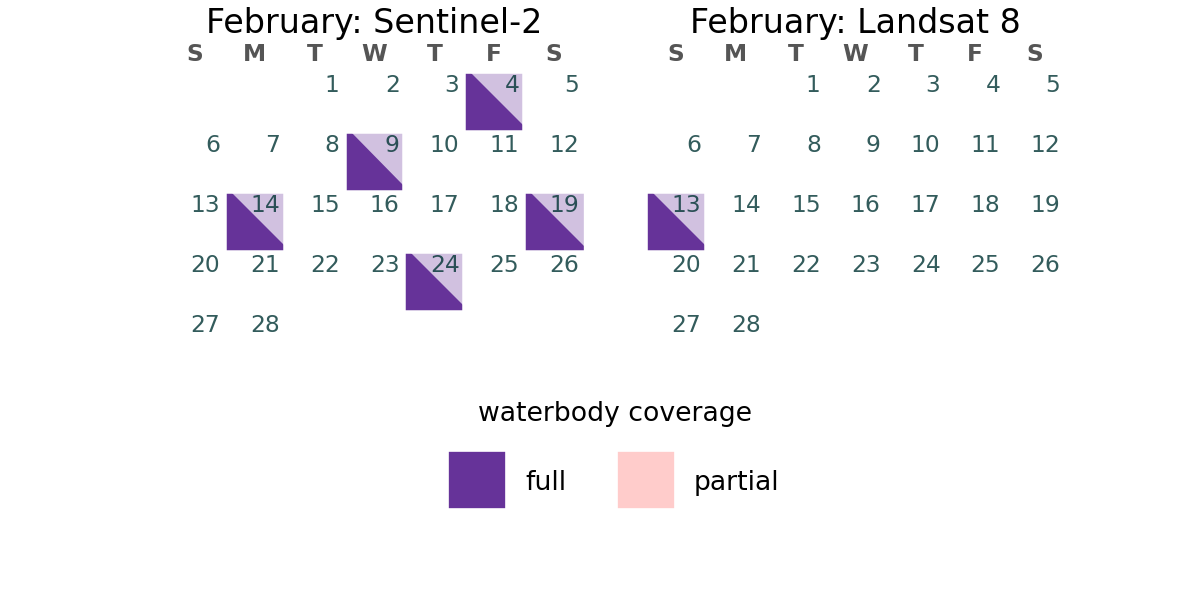 February: Sentinel-2
S M T W T F S
1 2 3 4 5
6 7 8 9 10 11 12
13 14 15 16 17 18 19
20 21 22 23 24 25 26
27 28
February: Landsat 8
S M T W T F S
1 2 3 4 5
6 7 8 9 10 11 12
13 14 15 16 17 18 19
20 21 22 23 24 25 26
27 28
waterbody coverage
full partial